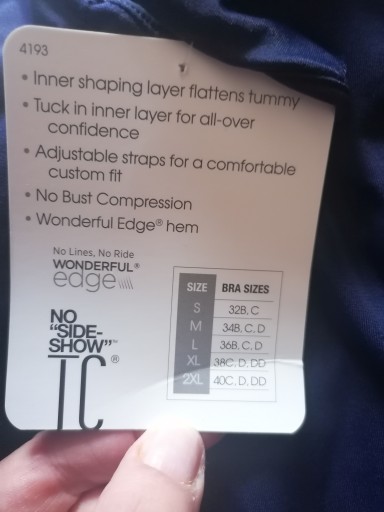 4193
• Inner shaping layer flattens tummy
• Tuck in inner layer for all-over
confidence
• Adjustable straps for a comfortable
custom fit
• No Bust Compression
• Wonderful Edge® hem
No Lines, No Ride
WONDERFUL®
edge
NO
"SIDE-
SHOW"™
TC®
SIZE BRA SIZES
S 32B, C
M 34B, C, D
L 36B, C, D
XL 38C, D, DD
2XL 40C, D, DD